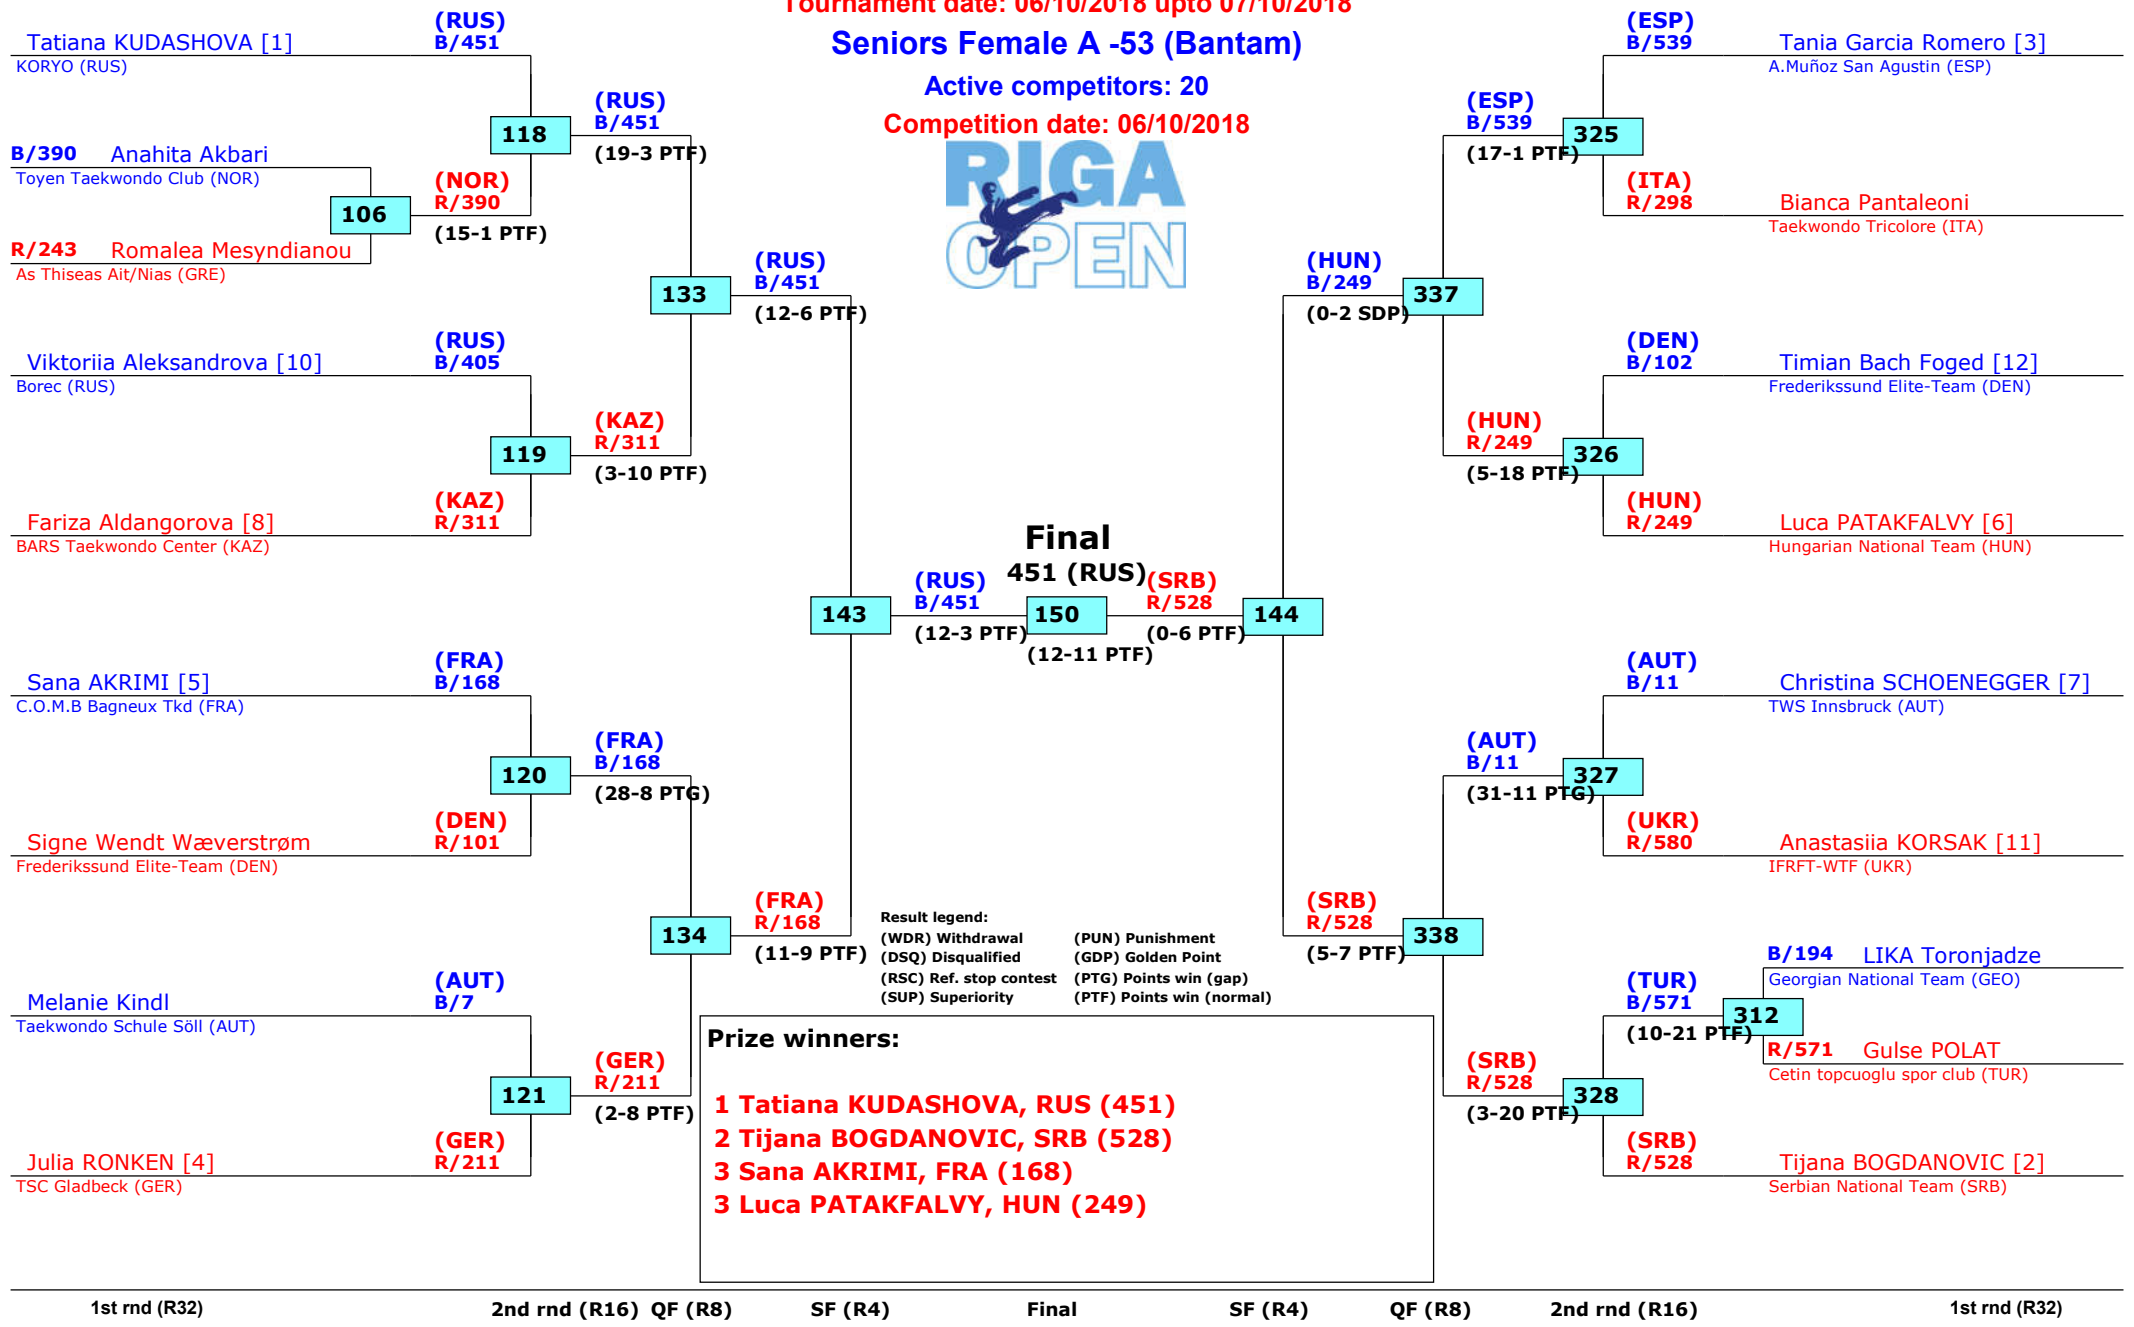 Tournament date: 06/10/2018 upto 07/10/2018
Seniors Female A -53 (Bantam)
Active competitors: 20
Competition date: 06/10/2018
RIGA
OPEN
(RUS)
Tatiana KUDASHOVA [1] B/451
KORYO (RUS)
(RUS)
B/451
118
(19-3 PTF)
B/390 Anahita Akbari
Toyen Taekwondo Club (NOR)
(NOR)
R/390
106
(15-1 PTF)
R/243 Romalea Mesyndianou
As Thiseas Ait/Nias (GRE)
(RUS)
B/451
133
(12-6 PTF)
(RUS)
Viktoriia Aleksandrova [10] B/405
Borec (RUS)
(KAZ)
R/311
119
(3-10 PTF)
(KAZ)
Fariza Aldangorova [8] R/311
BARS Taekwondo Center (KAZ)
143
(RUS)
B/451
(12-3 PTF)
(FRA)
Sana AKRIMI [5] B/168
C.O.M.B Bagneux Tkd (FRA)
(FRA)
B/168
120
(28-8 PTG)
(DEN)
Signe Wendt Wæverstrøm R/101
Frederikssund Elite-Team (DEN)
(FRA)
R/168
134
(11-9 PTF)
(AUT)
Melanie Kindl B/7
Taekwondo Schule Söll (AUT)
(GER)
R/211
121
(2-8 PTF)
(GER)
Julia RONKEN [4] R/211
TSC Gladbeck (GER)
Final
451 (RUS)
150
(12-11 PTF)
(SRB)
R/528
144
(0-6 PTF)
(ESP)
B/539 Tania Garcia Romero [3]
A.Muñoz San Agustin (ESP)
(ESP)
B/539
325
(17-1 PTF)
(ITA)
R/298 Bianca Pantaleoni
Taekwondo Tricolore (ITA)
(HUN)
B/249
337
(0-2 SDP)
(DEN)
B/102 Timian Bach Foged [12]
Frederikssund Elite-Team (DEN)
(HUN)
R/249
326
(5-18 PTF)
(HUN)
R/249 Luca PATAKFALVY [6]
Hungarian National Team (HUN)
(AUT)
B/11 Christina SCHOENEGGER [7]
TWS Innsbruck (AUT)
(AUT)
B/11
327
(31-11 PTG)
(UKR)
R/580 Anastasiia KORSAK [11]
IFRFT-WTF (UKR)
(SRB)
R/528
338
(5-7 PTF)
B/194 LIKA Toronjadze
Georgian National Team (GEO)
(TUR)
B/571
312
(10-21 PTF)
R/571 Gulse POLAT
Cetin topcuoglu spor club (TUR)
(SRB)
R/528
328
(3-20 PTF)
(SRB)
R/528 Tijana BOGDANOVIC [2]
Serbian National Team (SRB)
Result legend:
(WDR) Withdrawal (PUN) Punishment
(DSQ) Disqualified (GDP) Golden Point
(RSC) Ref. stop contest (PTG) Points win (gap)
(SUP) Superiority (PTF) Points win (normal)
Prize winners:
1 Tatiana KUDASHOVA, RUS (451)
2 Tijana BOGDANOVIC, SRB (528)
3 Sana AKRIMI, FRA (168)
3 Luca PATAKFALVY, HUN (249)
1st rnd (R32) 2nd rnd (R16) QF (R8) SF (R4) Final SF (R4) QF (R8) 2nd rnd (R16) 1st rnd (R32)